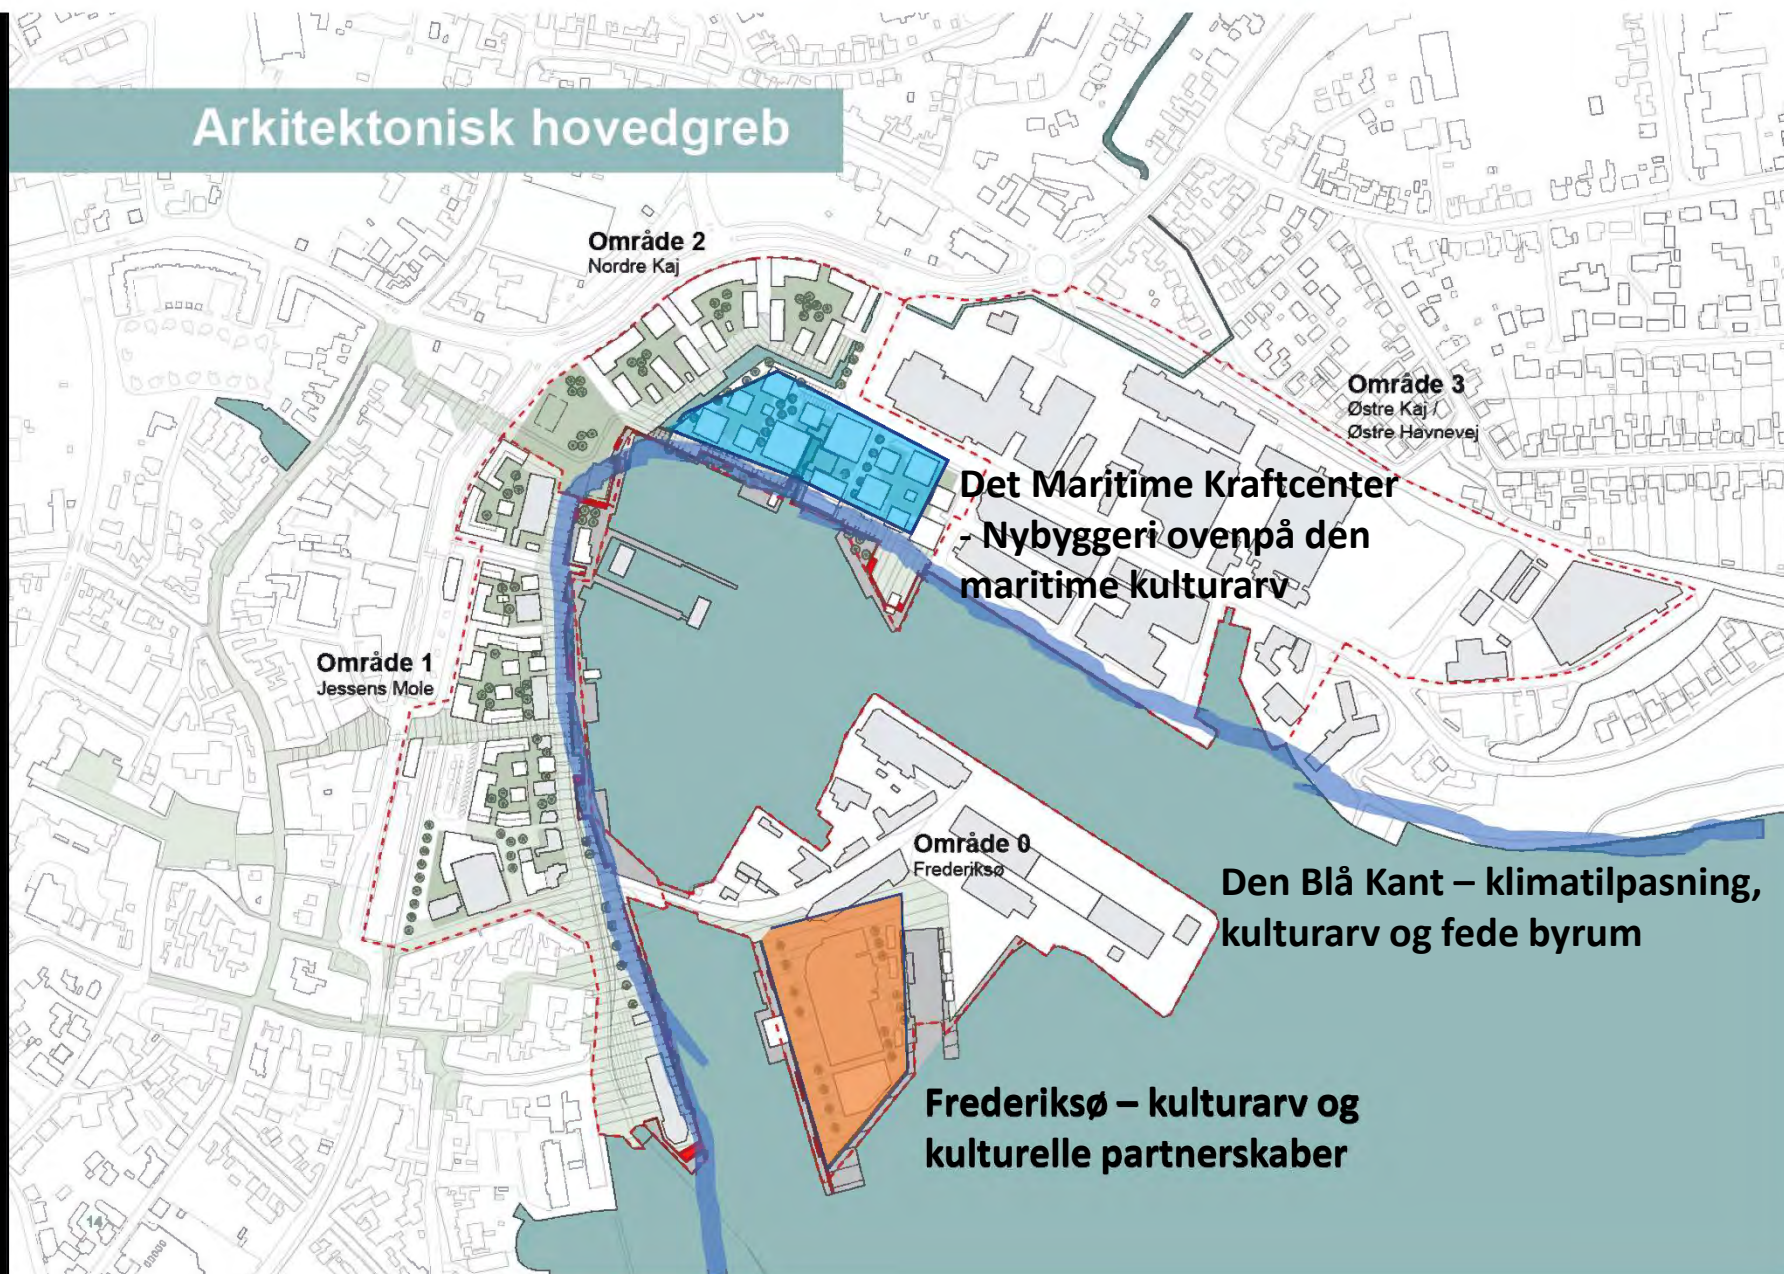 Arkitektonisk hovedgreb
Område 2
Nordre Kaj
Område 3
Østre Kaj /
Østre Havnevej
Det Maritime Kraftcenter
- Nybyggeri ovenpå den
maritime kulturarv
Område 1
Jessens Mole
Område 0
Frederiksø
Den Blå Kant – klimatilpasning,
kulturarv og fede byrum
Frederiksø – kulturarv og
kulturelle partnerskaber
14